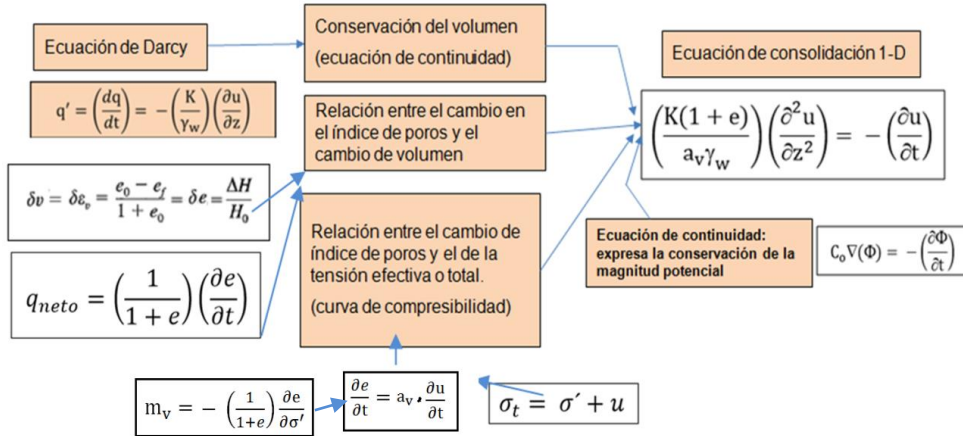 Ecuación de Darcy
q′ = (dq/dt) = −(K/γw)(∂u/∂z)
δv = δεv = (e0 − ef)/(1 + e0) = δe = ΔH/H0
qneto = (1/(1 + e))(∂e/∂t)
Conservación del volumen
(ecuación de continuidad)
Relación entre el cambio en
el índice de poros y el
cambio de volumen
Relación entre el cambio de
índice de poros y el de la
tensión efectiva o total.
(curva de compresibilidad)
mv = −(1/(1+e)) ∂e/∂σ′
∂e/∂t = av . ∂u/∂t
σt = σ′ + u
Ecuación de consolidación 1-D
(K(1 + e)/(avγw))(∂²u/∂z²) = −(∂u/∂t)
Ecuación de continuidad:
expresa la conservación de la
magnitud potencial
Co∇(Φ) = −(∂Φ/∂t)